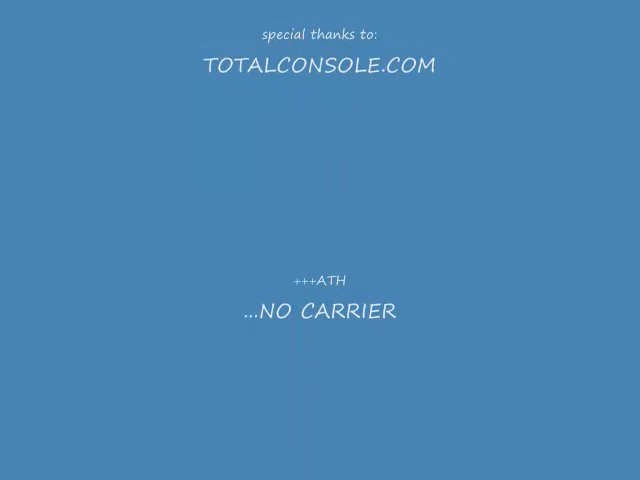 special thanks to:
TOTALCONSOLE.COM
+++ATH
...NO CARRIER